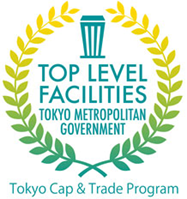 TOP LEVEL
FACILITIES
TOKYO METROPOLITAN
GOVERNMENT
Tokyo Cap & Trade Program